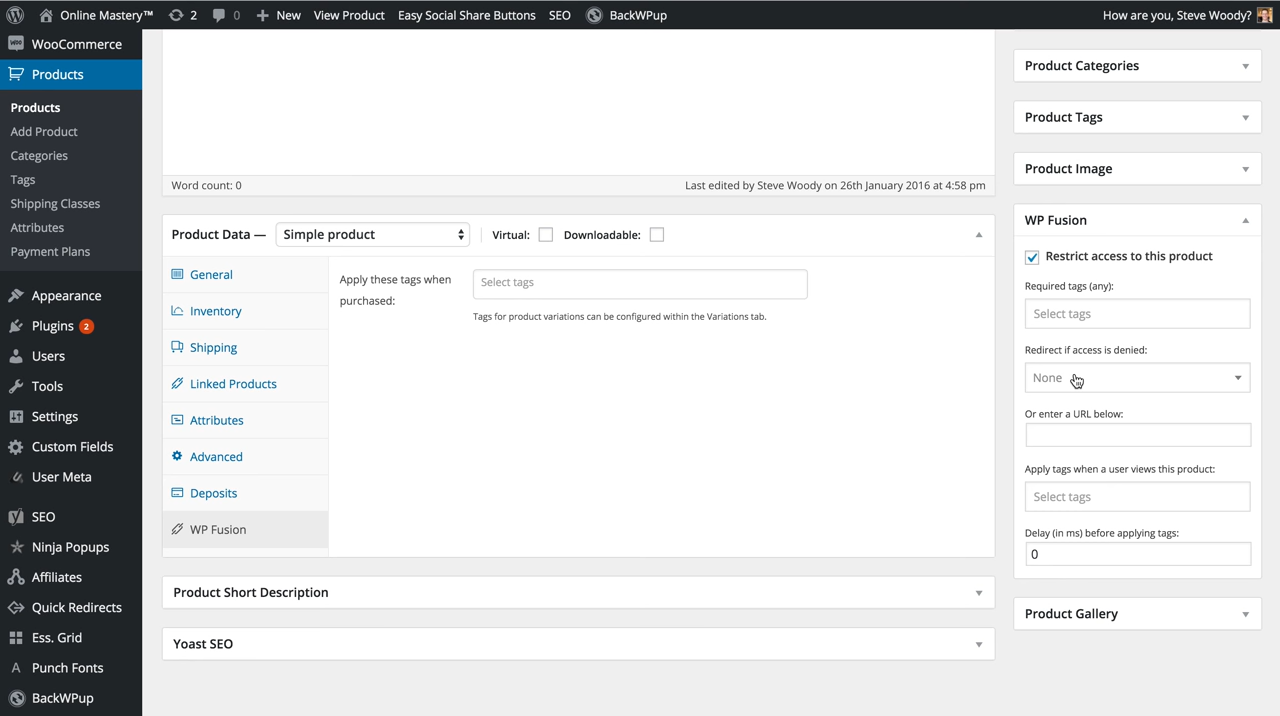 Online Mastery™ 2 0 New View Product Easy Social Share Buttons SEO BackWPup How are you, Steve Woody?
WOO WooCommerce
Products
Products
Add Product
Categories
Tags
Shipping Classes
Attributes
Payment Plans
Appearance
Plugins 2
Users
Tools
Settings
Custom Fields
User Meta
SEO
Ninja Popups
Affiliates
Quick Redirects
Ess. Grid
A Punch Fonts
BackWPup
Word count: 0 Last edited by Steve Woody on 26th January 2016 at 4:58 pm
Product Data — Simple product Virtual: Downloadable:
General
Inventory
Shipping
Linked Products
Attributes
Advanced
Deposits
WP Fusion
Apply these tags when
purchased:
Select tags
Tags for product variations can be configured within the Variations tab.
Product Short Description
Yoast SEO
Product Categories
Product Tags
Product Image
WP Fusion
Restrict access to this product
Required tags (any):
Select tags
Redirect if access is denied:
None
Or enter a URL below:
Apply tags when a user views this product:
Select tags
Delay (in ms) before applying tags:
0
Product Gallery